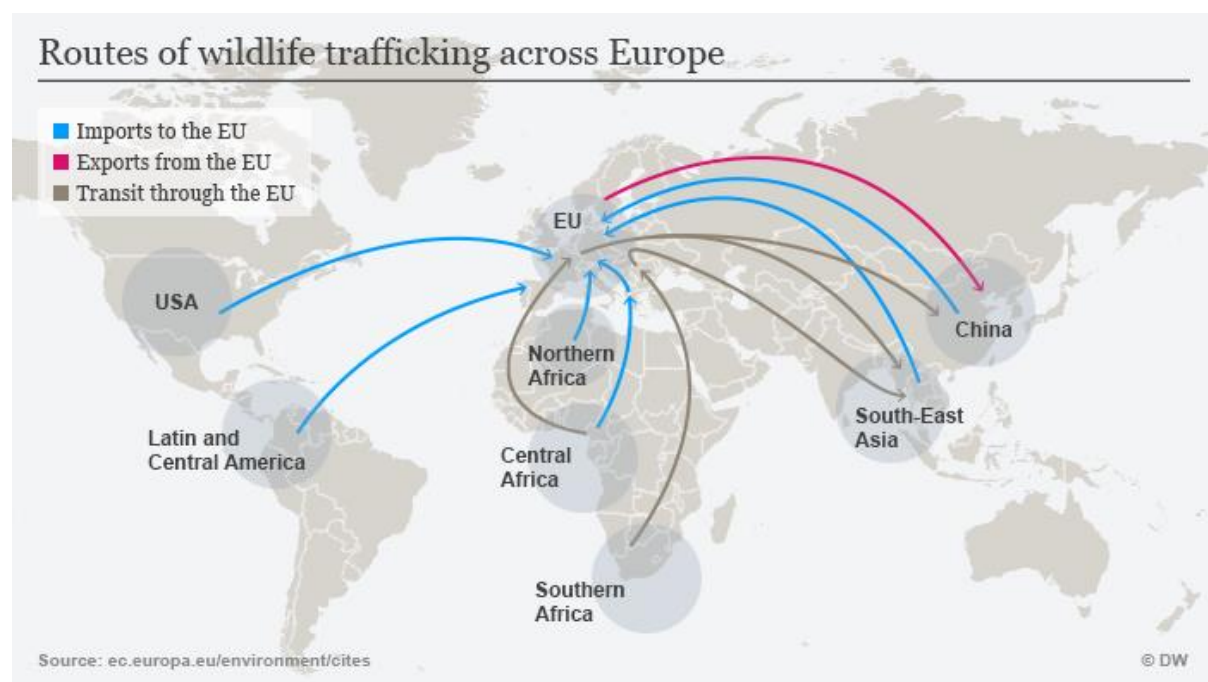 Routes of wildlife trafficking across Europe
Imports to the EU
Exports from the EU
Transit through the EU
EU
USA
China
Northern
Africa
South-East
Asia
Latin and
Central America
Central
Africa
Southern
Africa
Source: ec.europa.eu/environment/cites
© DW